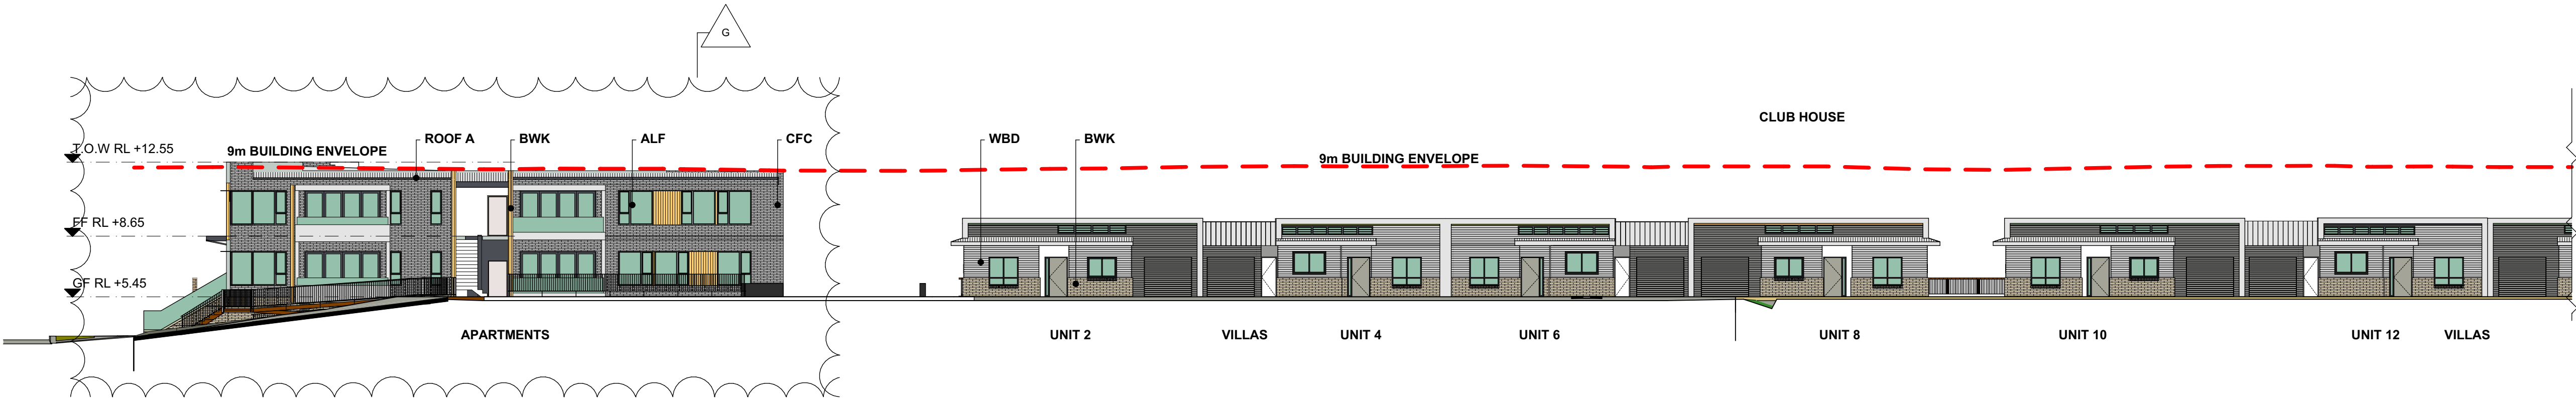 G
CLUB HOUSE
ROOF A
BWK
ALF
CFC
WBD
BWK
T.O.W RL +12.55
9m BUILDING ENVELOPE
9m BUILDING ENVELOPE
FF RL +8.65
GF RL +5.45
APARTMENTS
UNIT 2
VILLAS
UNIT 4
UNIT 6
UNIT 8
UNIT 10
UNIT 12
VILLAS